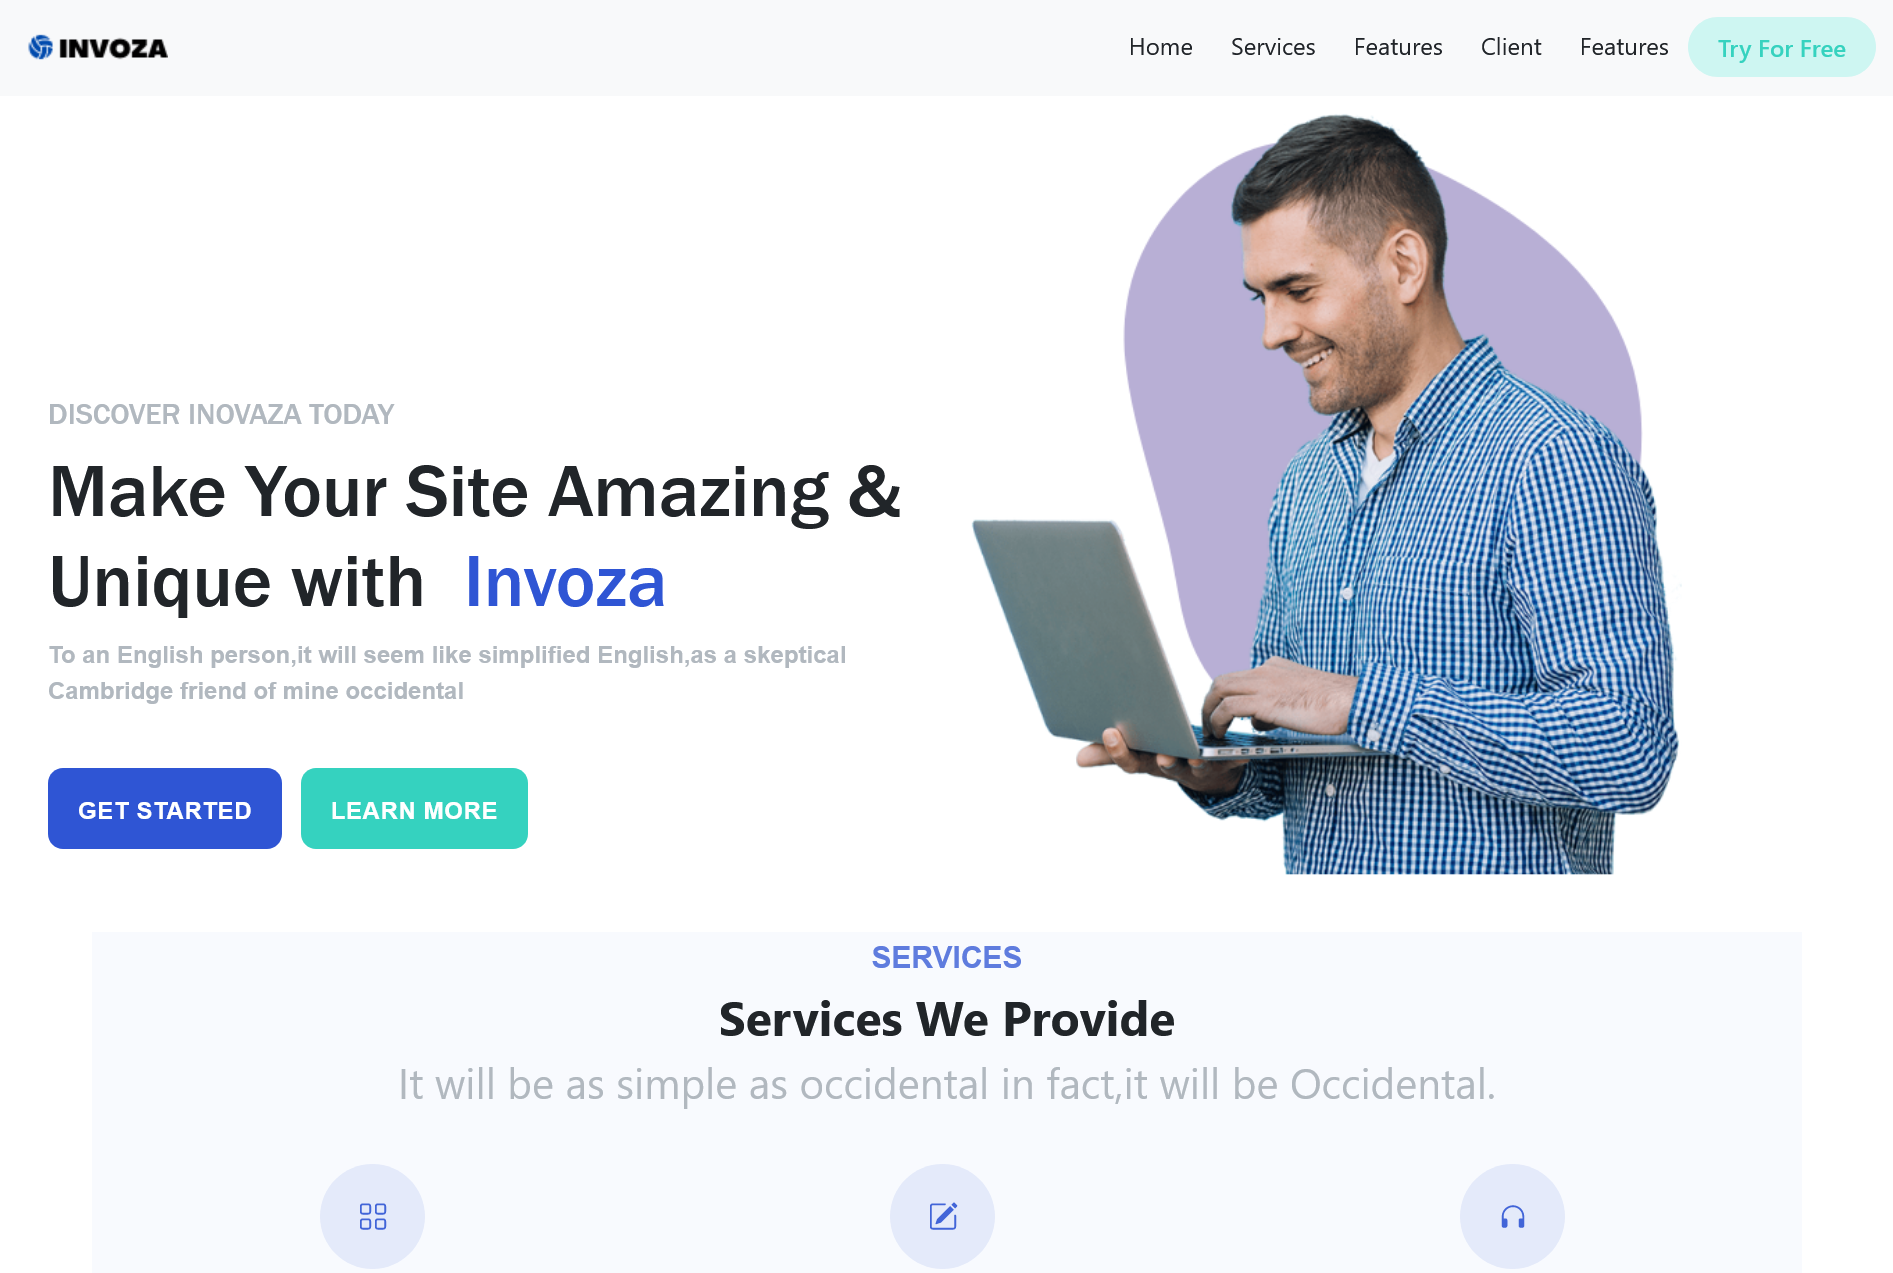 INVOZA
Home Services Features Client Features Try For Free
DISCOVER INOVAZA TODAY
Make Your Site Amazing &
Unique with Invoza
To an English person,it will seem like simplified English,as a skeptical
Cambridge friend of mine occidental
GET STARTED LEARN MORE
SERVICES
Services We Provide
It will be as simple as occidental in fact,it will be Occidental.